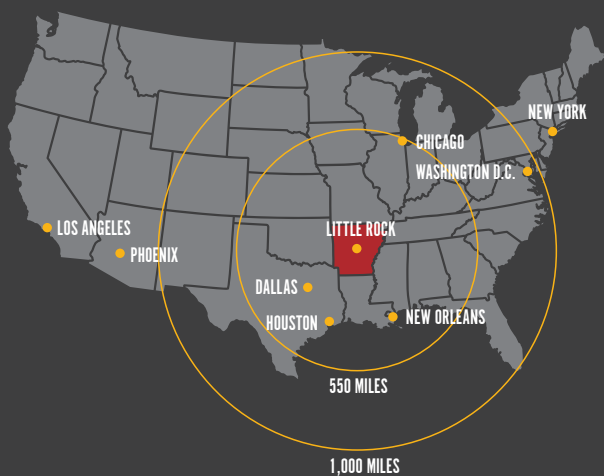 NEW YORK
CHICAGO
WASHINGTON D.C.
LOS ANGELES
LITTLE ROCK
PHOENIX
DALLAS
HOUSTON
NEW ORLEANS
550 MILES
1,000 MILES